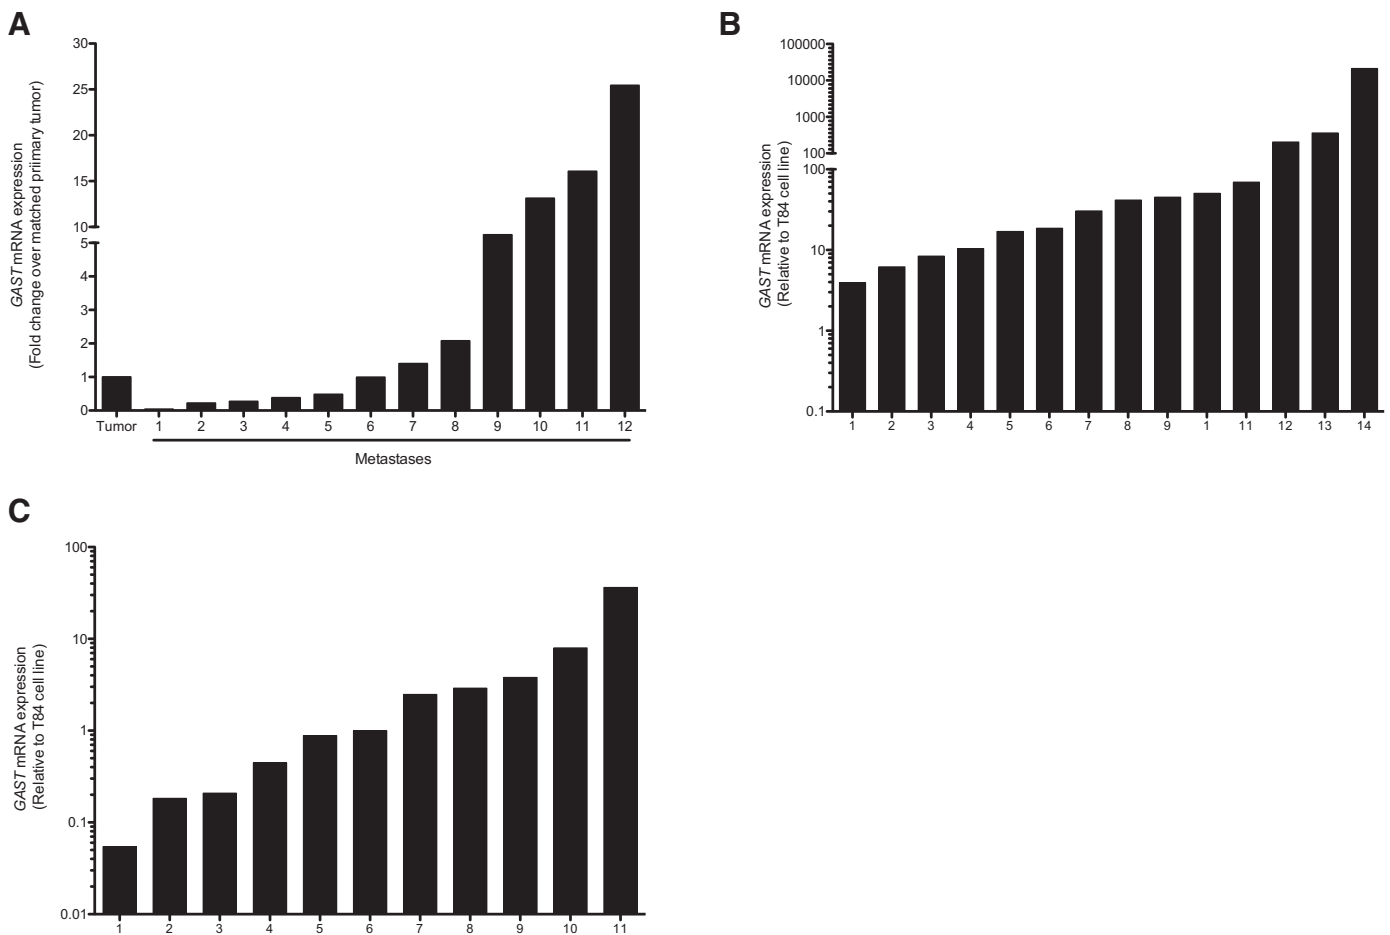 A
GAST mRNA expression
(Fold change over matched priimary tumor)
30
25
20
15
10
5
4
3
2
1
0
Tumor 1 2 3 4 5 6 7 8 9 10 11 12
Metastases
B
GAST mRNA expression
(Relative to T84 cell line)
100000
10000
1000
100
100
10
1
0.1
1 2 3 4 5 6 7 8 9 1 11 12 13 14
C
GAST mRNA expression
(Relative to T84 cell line)
100
10
1
0.1
0.01
1 2 3 4 5 6 7 8 9 10 11